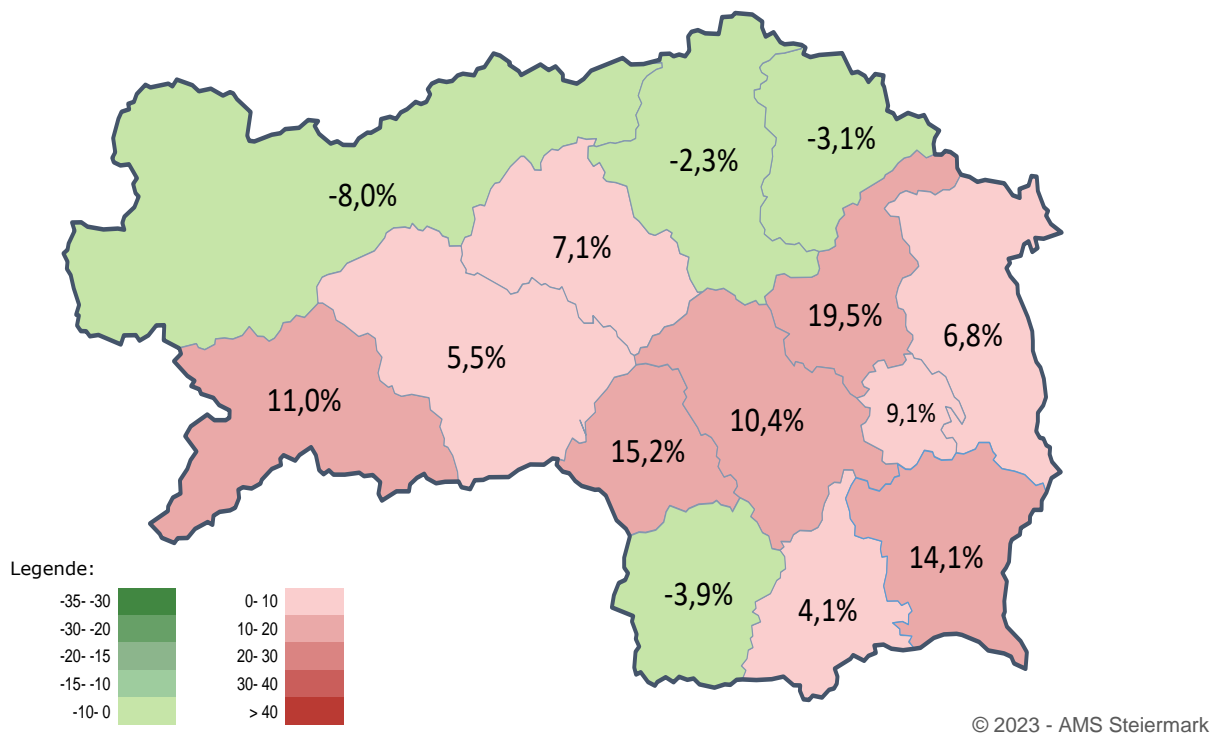 -2,3%
-3,1%
-8,0%
7,1%
19,5%
6,8%
5,5%
11,0%
9,1%
10,4%
15,2%
14,1%
-3,9%
4,1%
Legende:
-35- -30 0- 10
-30- -20 10- 20
-20- -15 20- 30
-15- -10 30- 40
-10- 0 > 40
© 2023 - AMS Steiermark